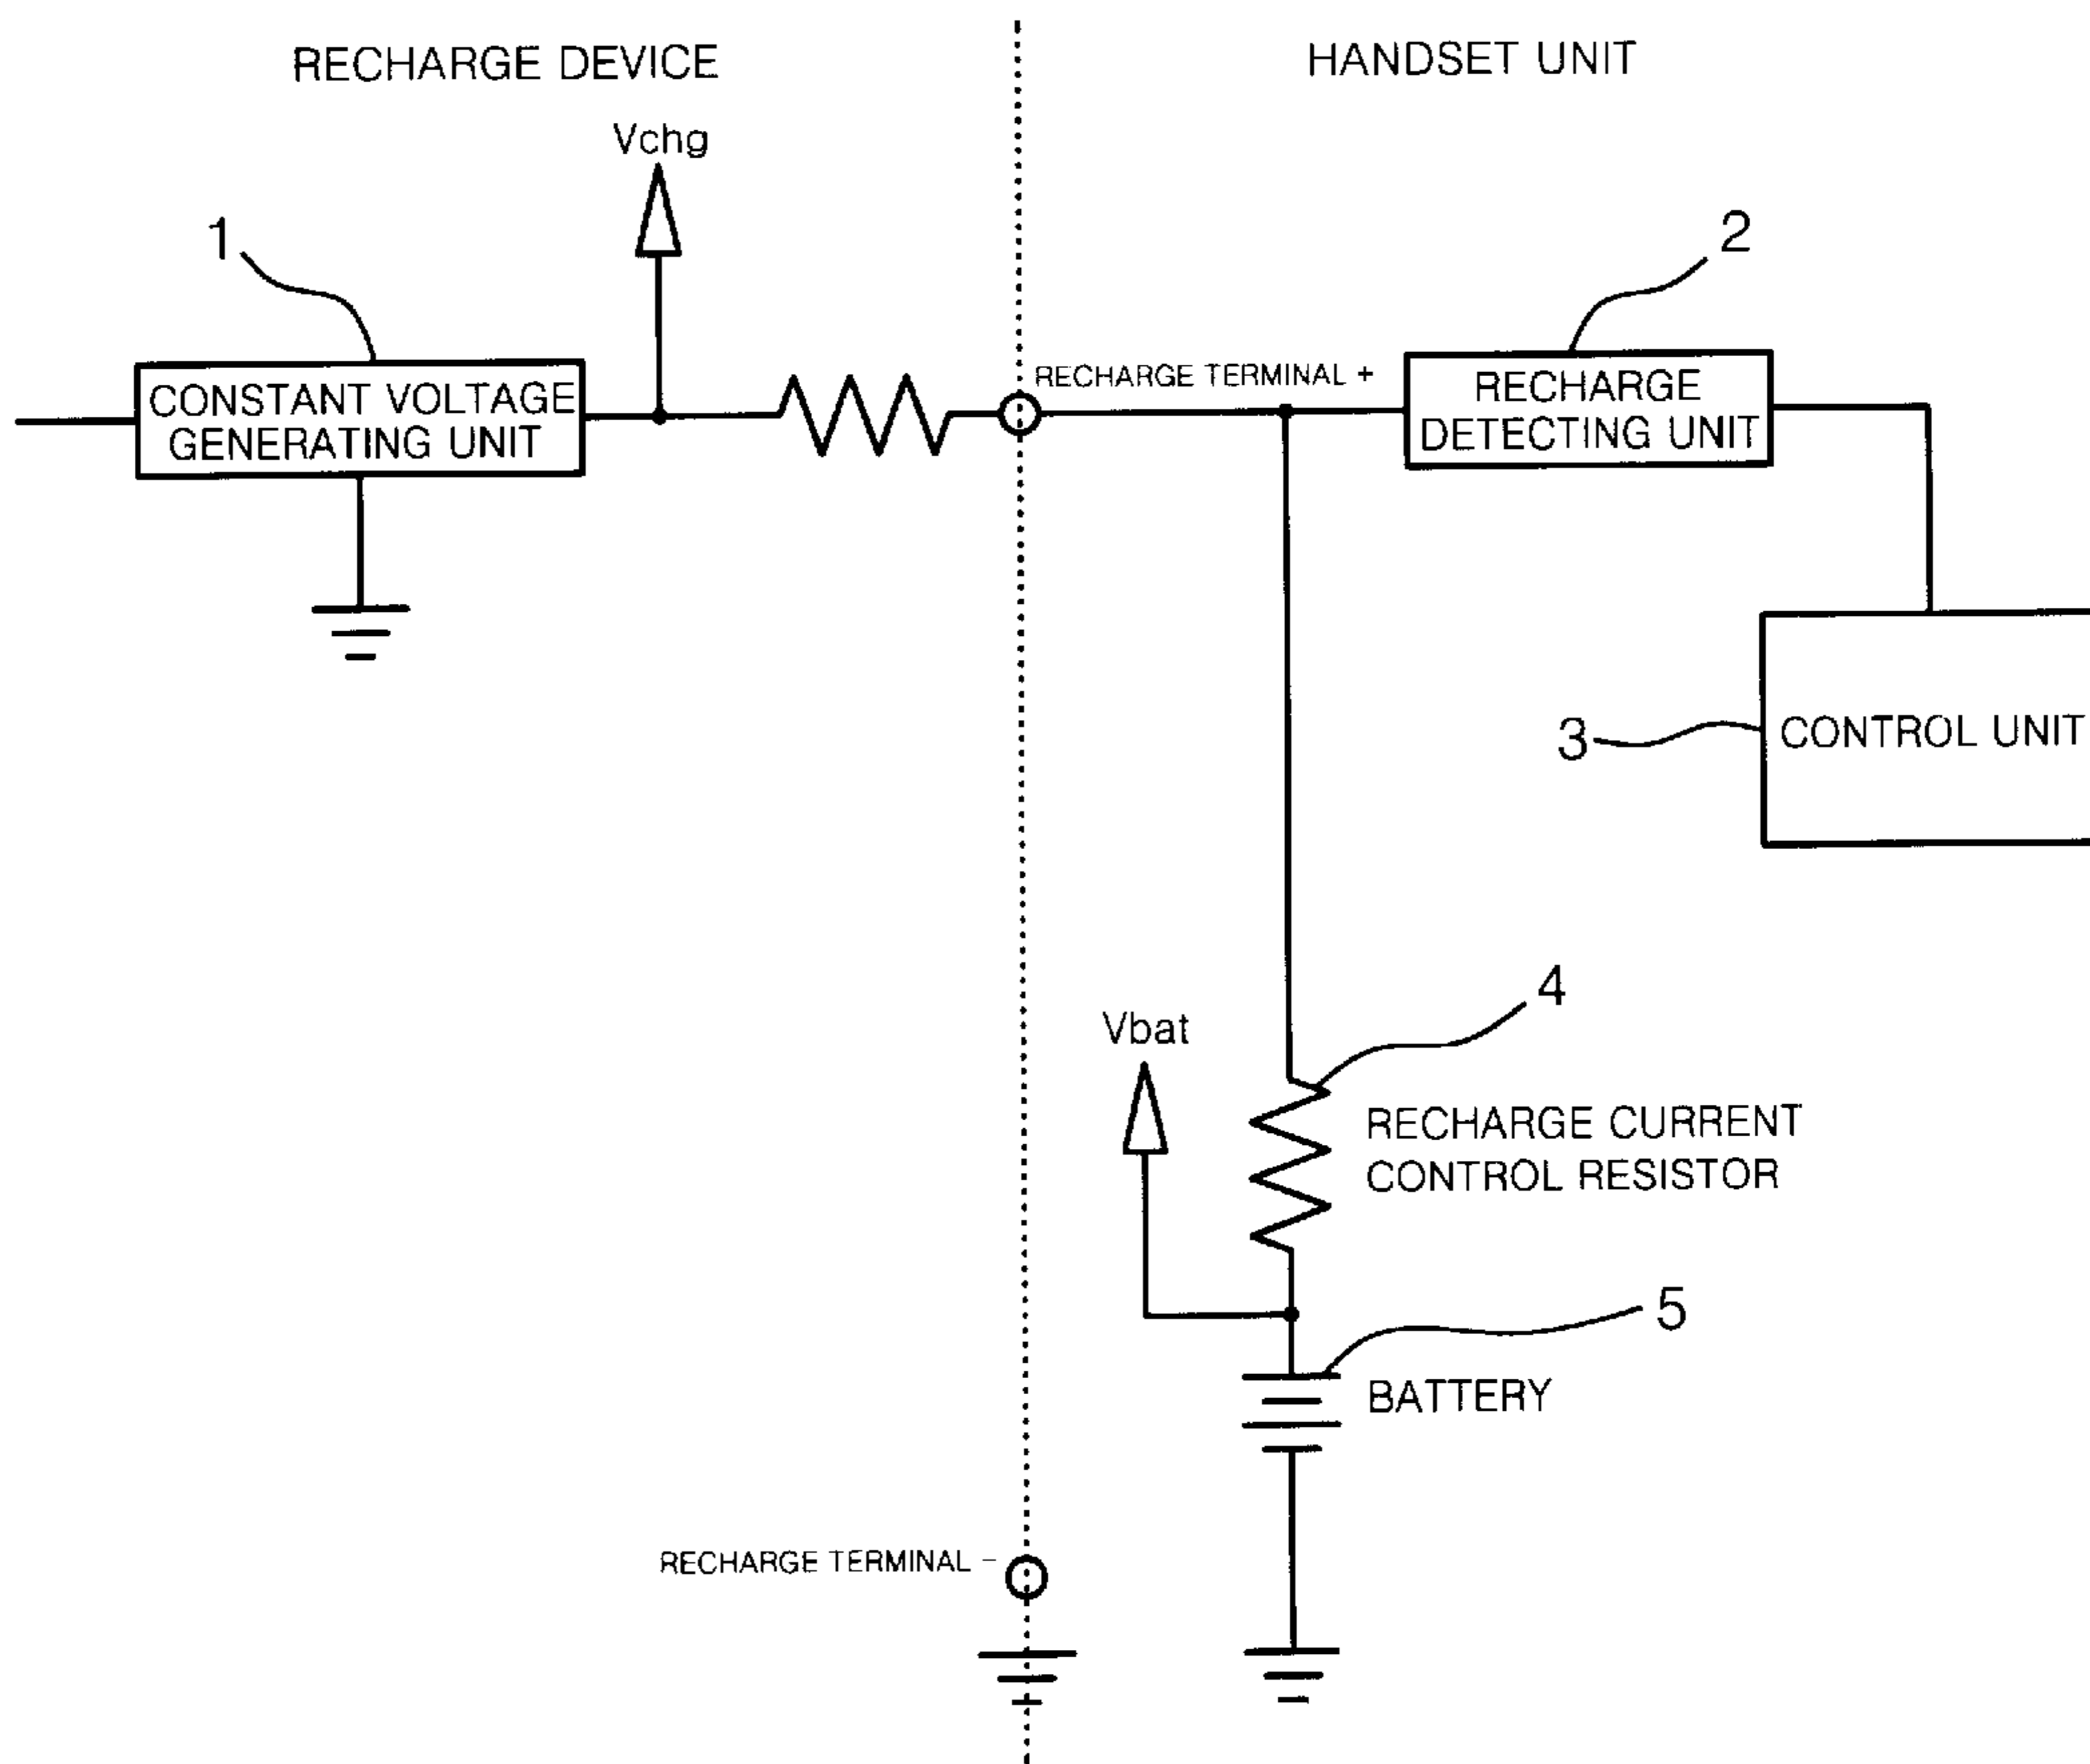 RECHARGE DEVICE
HANDSET UNIT
Vchg
1
2
CONSTANT VOLTAGE
GENERATING UNIT
RECHARGE TERMINAL +
RECHARGE
DETECTING UNIT
3
CONTROL UNIT
4
Vbat
RECHARGE CURRENT
CONTROL RESISTOR
5
BATTERY
RECHARGE TERMINAL −